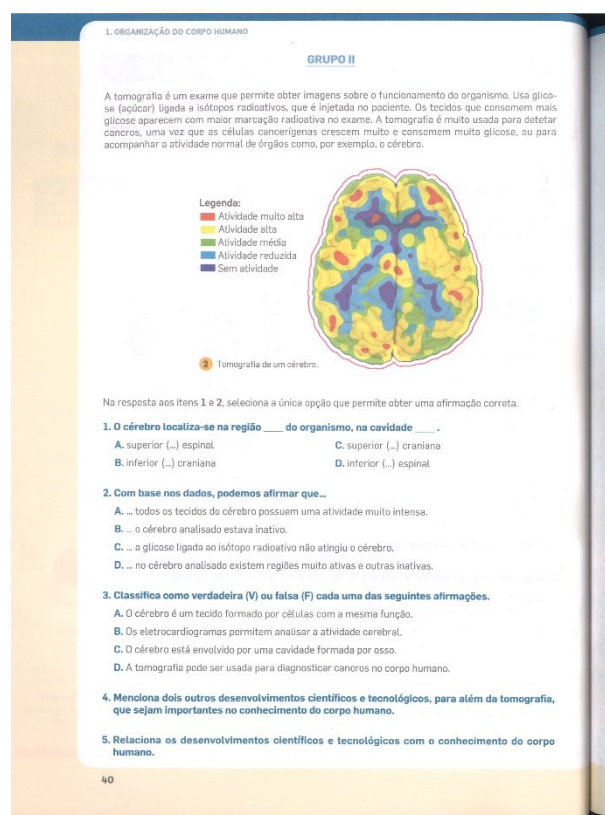 1. ORGANIZAÇÃO DO CORPO HUMANO
GRUPO II
A tomografia é um exame que permite obter imagens sobre o funcionamento do organismo. Usa glico-
se (açúcar) ligada a isótopos radioativos, que é injetada no paciente. Os tecidos que consomem mais
glicose aparecem com maior marcação radioativa no exame. A tomografia é muito usada para detetar
cancros, uma vez que as células cancerígenas crescem muito e consomem muita glicose, ou para
acompanhar a atividade normal de órgãos como, por exemplo, o cérebro.
Legenda:
Atividade muito alta
Atividade alta
Atividade média
Atividade reduzida
Sem atividade
2 Tomografia de um cérebro.
Na resposta aos itens 1 e 2, seleciona a única opção que permite obter uma afirmação correta.
1. O cérebro localiza-se na região ____ do organismo, na cavidade ____ .
A. superior (...) espinal
C. superior (...) craniana
B. inferior (...) craniana
D. inferior (...) espinal
2. Com base nos dados, podemos afirmar que...
A. ... todos os tecidos do cérebro possuem uma atividade muito intensa.
B. ... o cérebro analisado estava inativo.
C. ... a glicose ligada ao isótopo radioativo não atingiu o cérebro.
D. ... no cérebro analisado existem regiões muito ativas e outras inativas.
3. Classifica como verdadeira (V) ou falsa (F) cada uma das seguintes afirmações.
A. O cérebro é um tecido formado por células com a mesma função.
B. Os eletrocardiogramas permitem analisar a atividade cerebral.
C. O cérebro está envolvido por uma cavidade formada por osso.
D. A tomografia pode ser usada para diagnosticar cancros no corpo humano.
4. Menciona dois outros desenvolvimentos científicos e tecnológicos, para além da tomografia,
que sejam importantes no conhecimento do corpo humano.
5. Relaciona os desenvolvimentos científicos e tecnológicos com o conhecimento do corpo
humano.
40